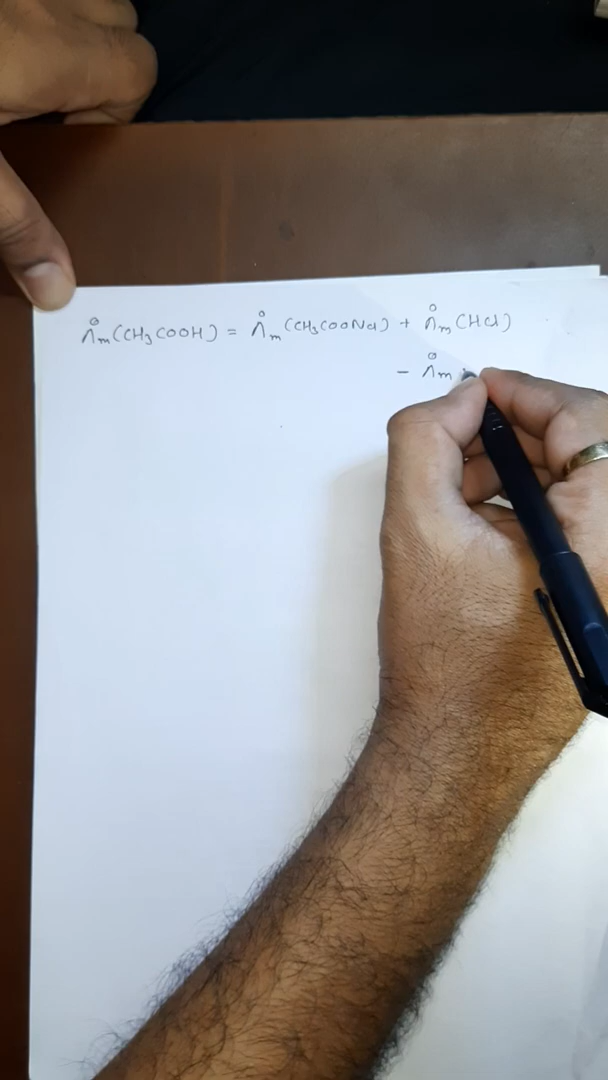 Λ̊m(CH₃COOH) = Λ̊m(CH₃COONa) + Λ̊m(HCl)
− Λ̊m